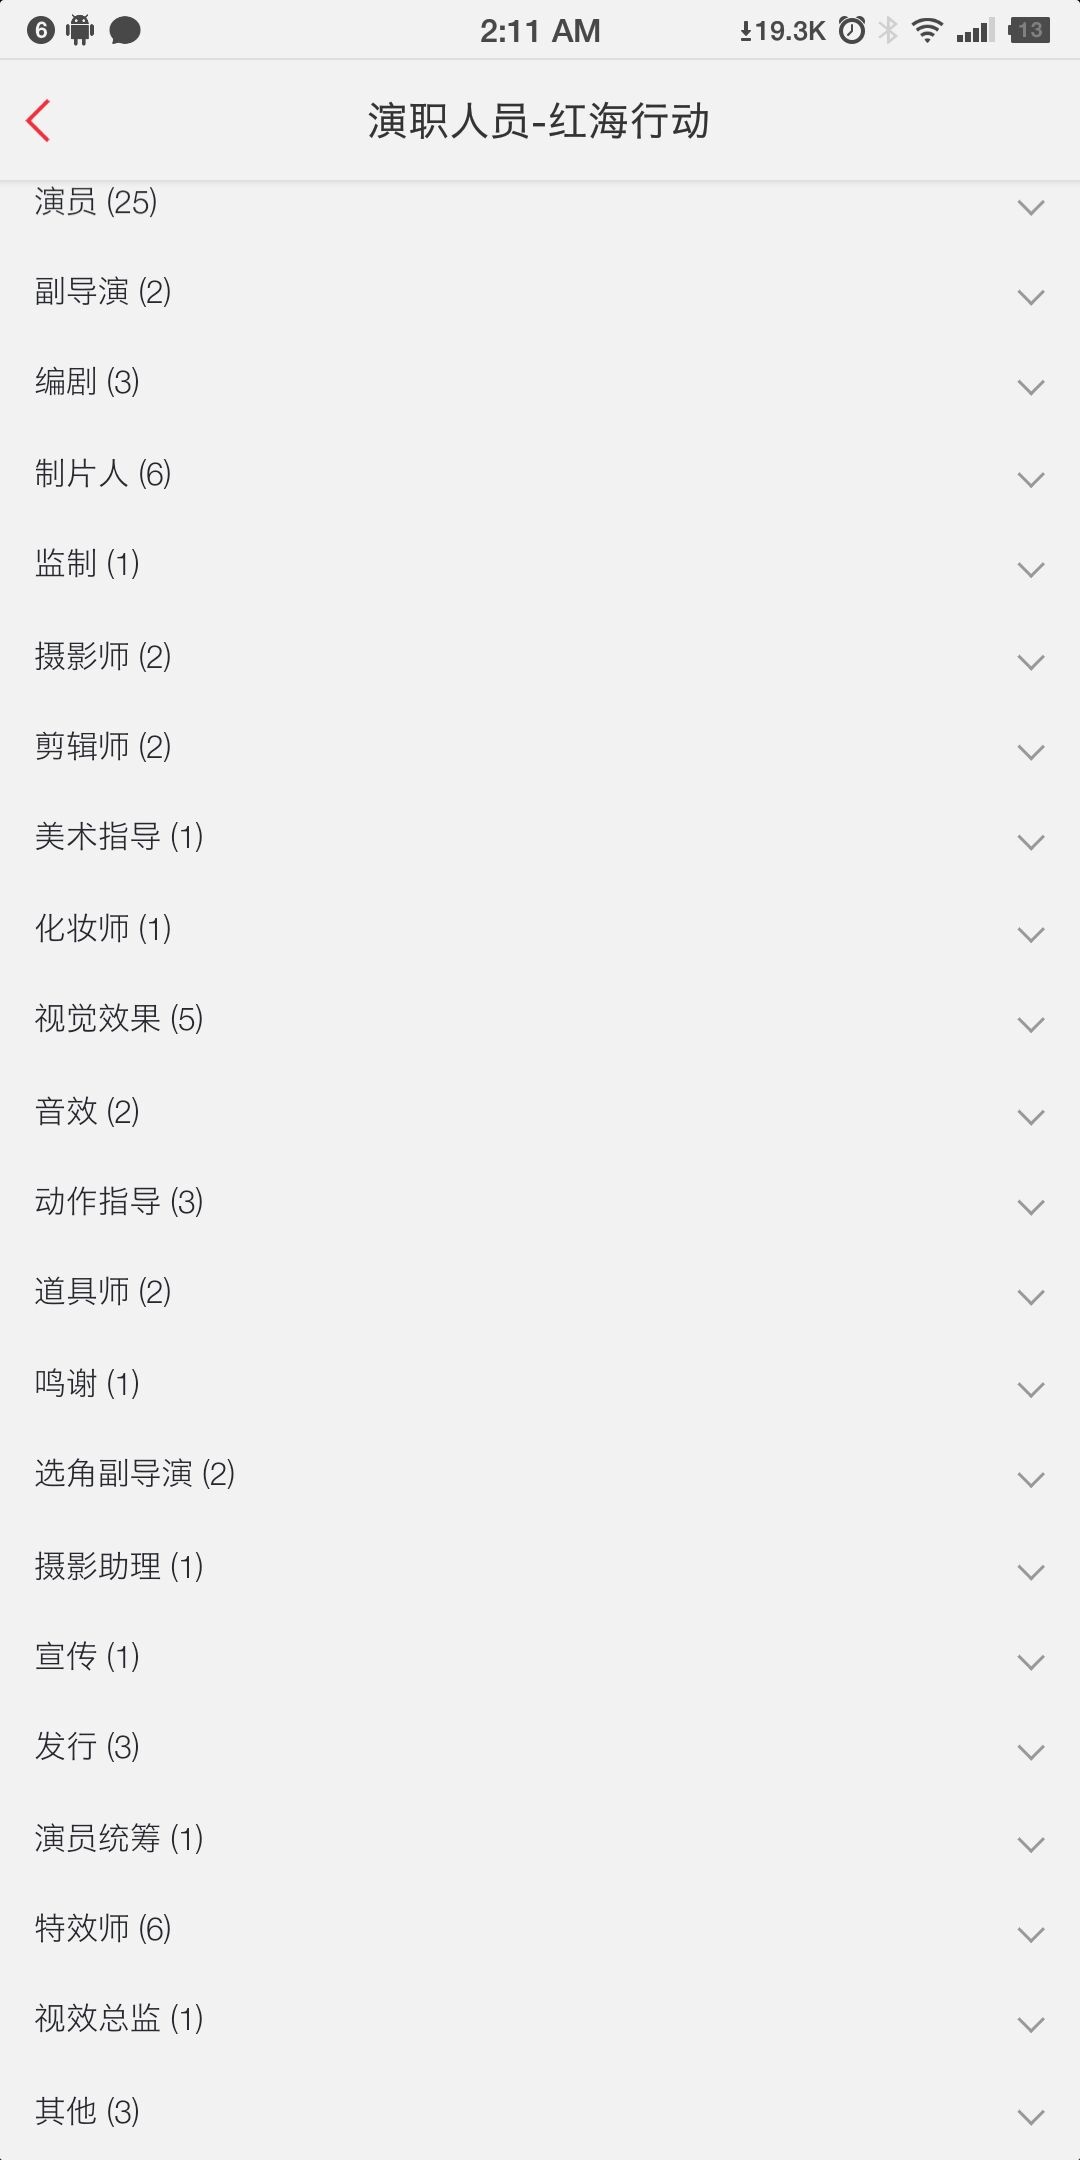 6 2:11 AM 19.3K 13
演职人员-红海行动
演员 (25)
副导演 (2)
编剧 (3)
制片人 (6)
监制 (1)
摄影师 (2)
剪辑师 (2)
美术指导 (1)
化妆师 (1)
视觉效果 (5)
音效 (2)
动作指导 (3)
道具师 (2)
鸣谢 (1)
选角副导演 (2)
摄影助理 (1)
宣传 (1)
发行 (3)
演员统筹 (1)
特效师 (6)
视效总监 (1)
其他 (3)